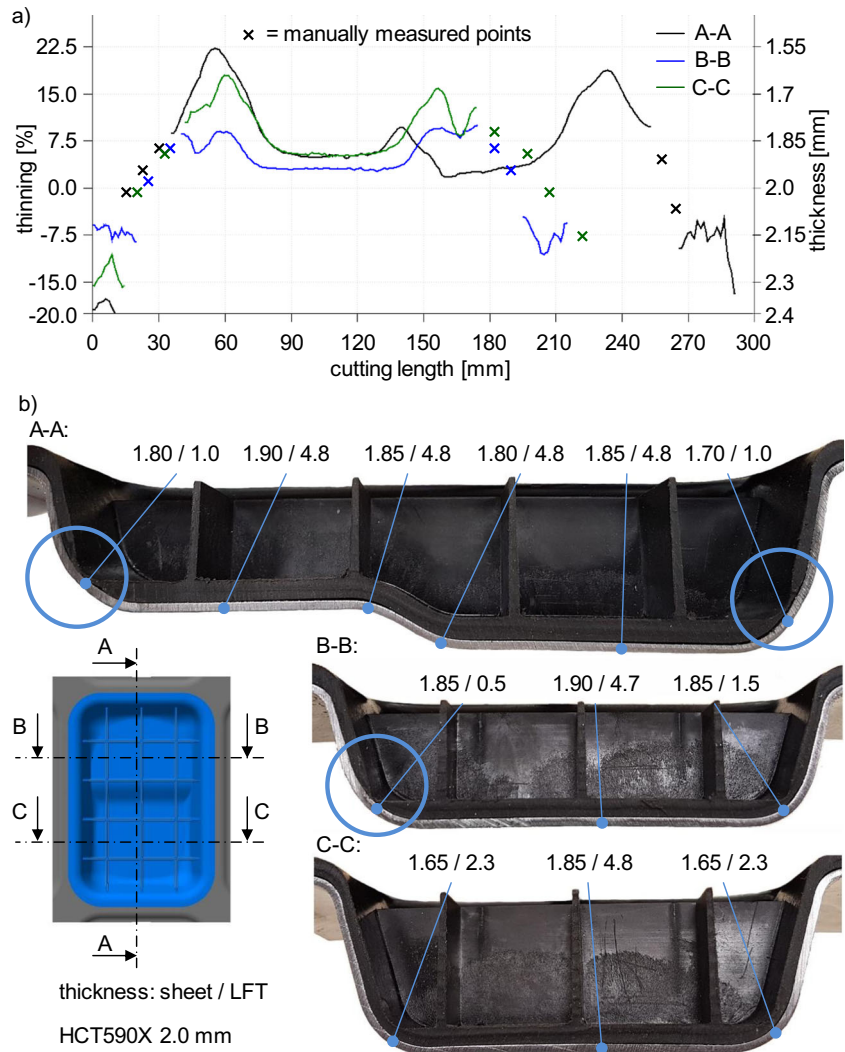 a)
× = manually measured points
A-A
B-B
C-C
22.5
15.0
7.5
0.0
-7.5
-15.0
-20.0
thinning [%]
1.55
1.7
1.85
2.0
2.15
2.3
2.4
thickness [mm]
0 30 60 90 120 150 180 210 240 270 300
cutting length [mm]
b)
A-A:
1.80 / 1.0 1.90 / 4.8 1.85 / 4.8 1.80 / 4.8 1.85 / 4.8 1.70 / 1.0
B-B:
1.85 / 0.5 1.90 / 4.7 1.85 / 1.5
C-C:
1.65 / 2.3 1.85 / 4.8 1.65 / 2.3
A
B B
C C
A
thickness: sheet / LFT
HCT590X 2.0 mm